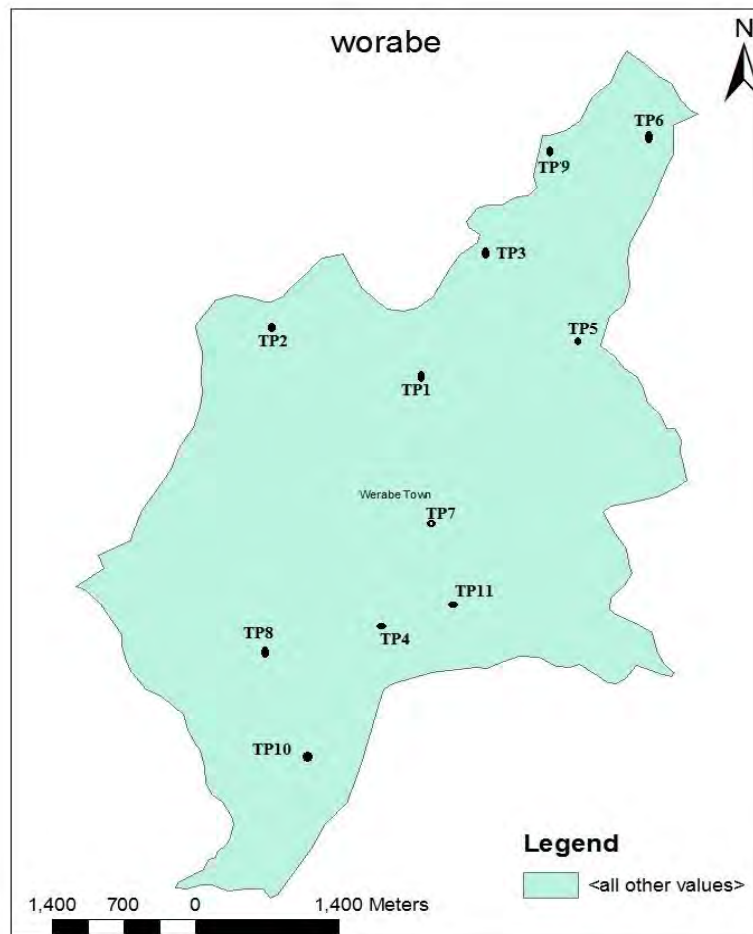 worabe
N
TP6
TP9
TP3
TP2
TP5
TP1
Werabe Town
TP7
TP11
TP8
TP4
TP10
Legend
<all other values>
1,400 700 0 1,400 Meters